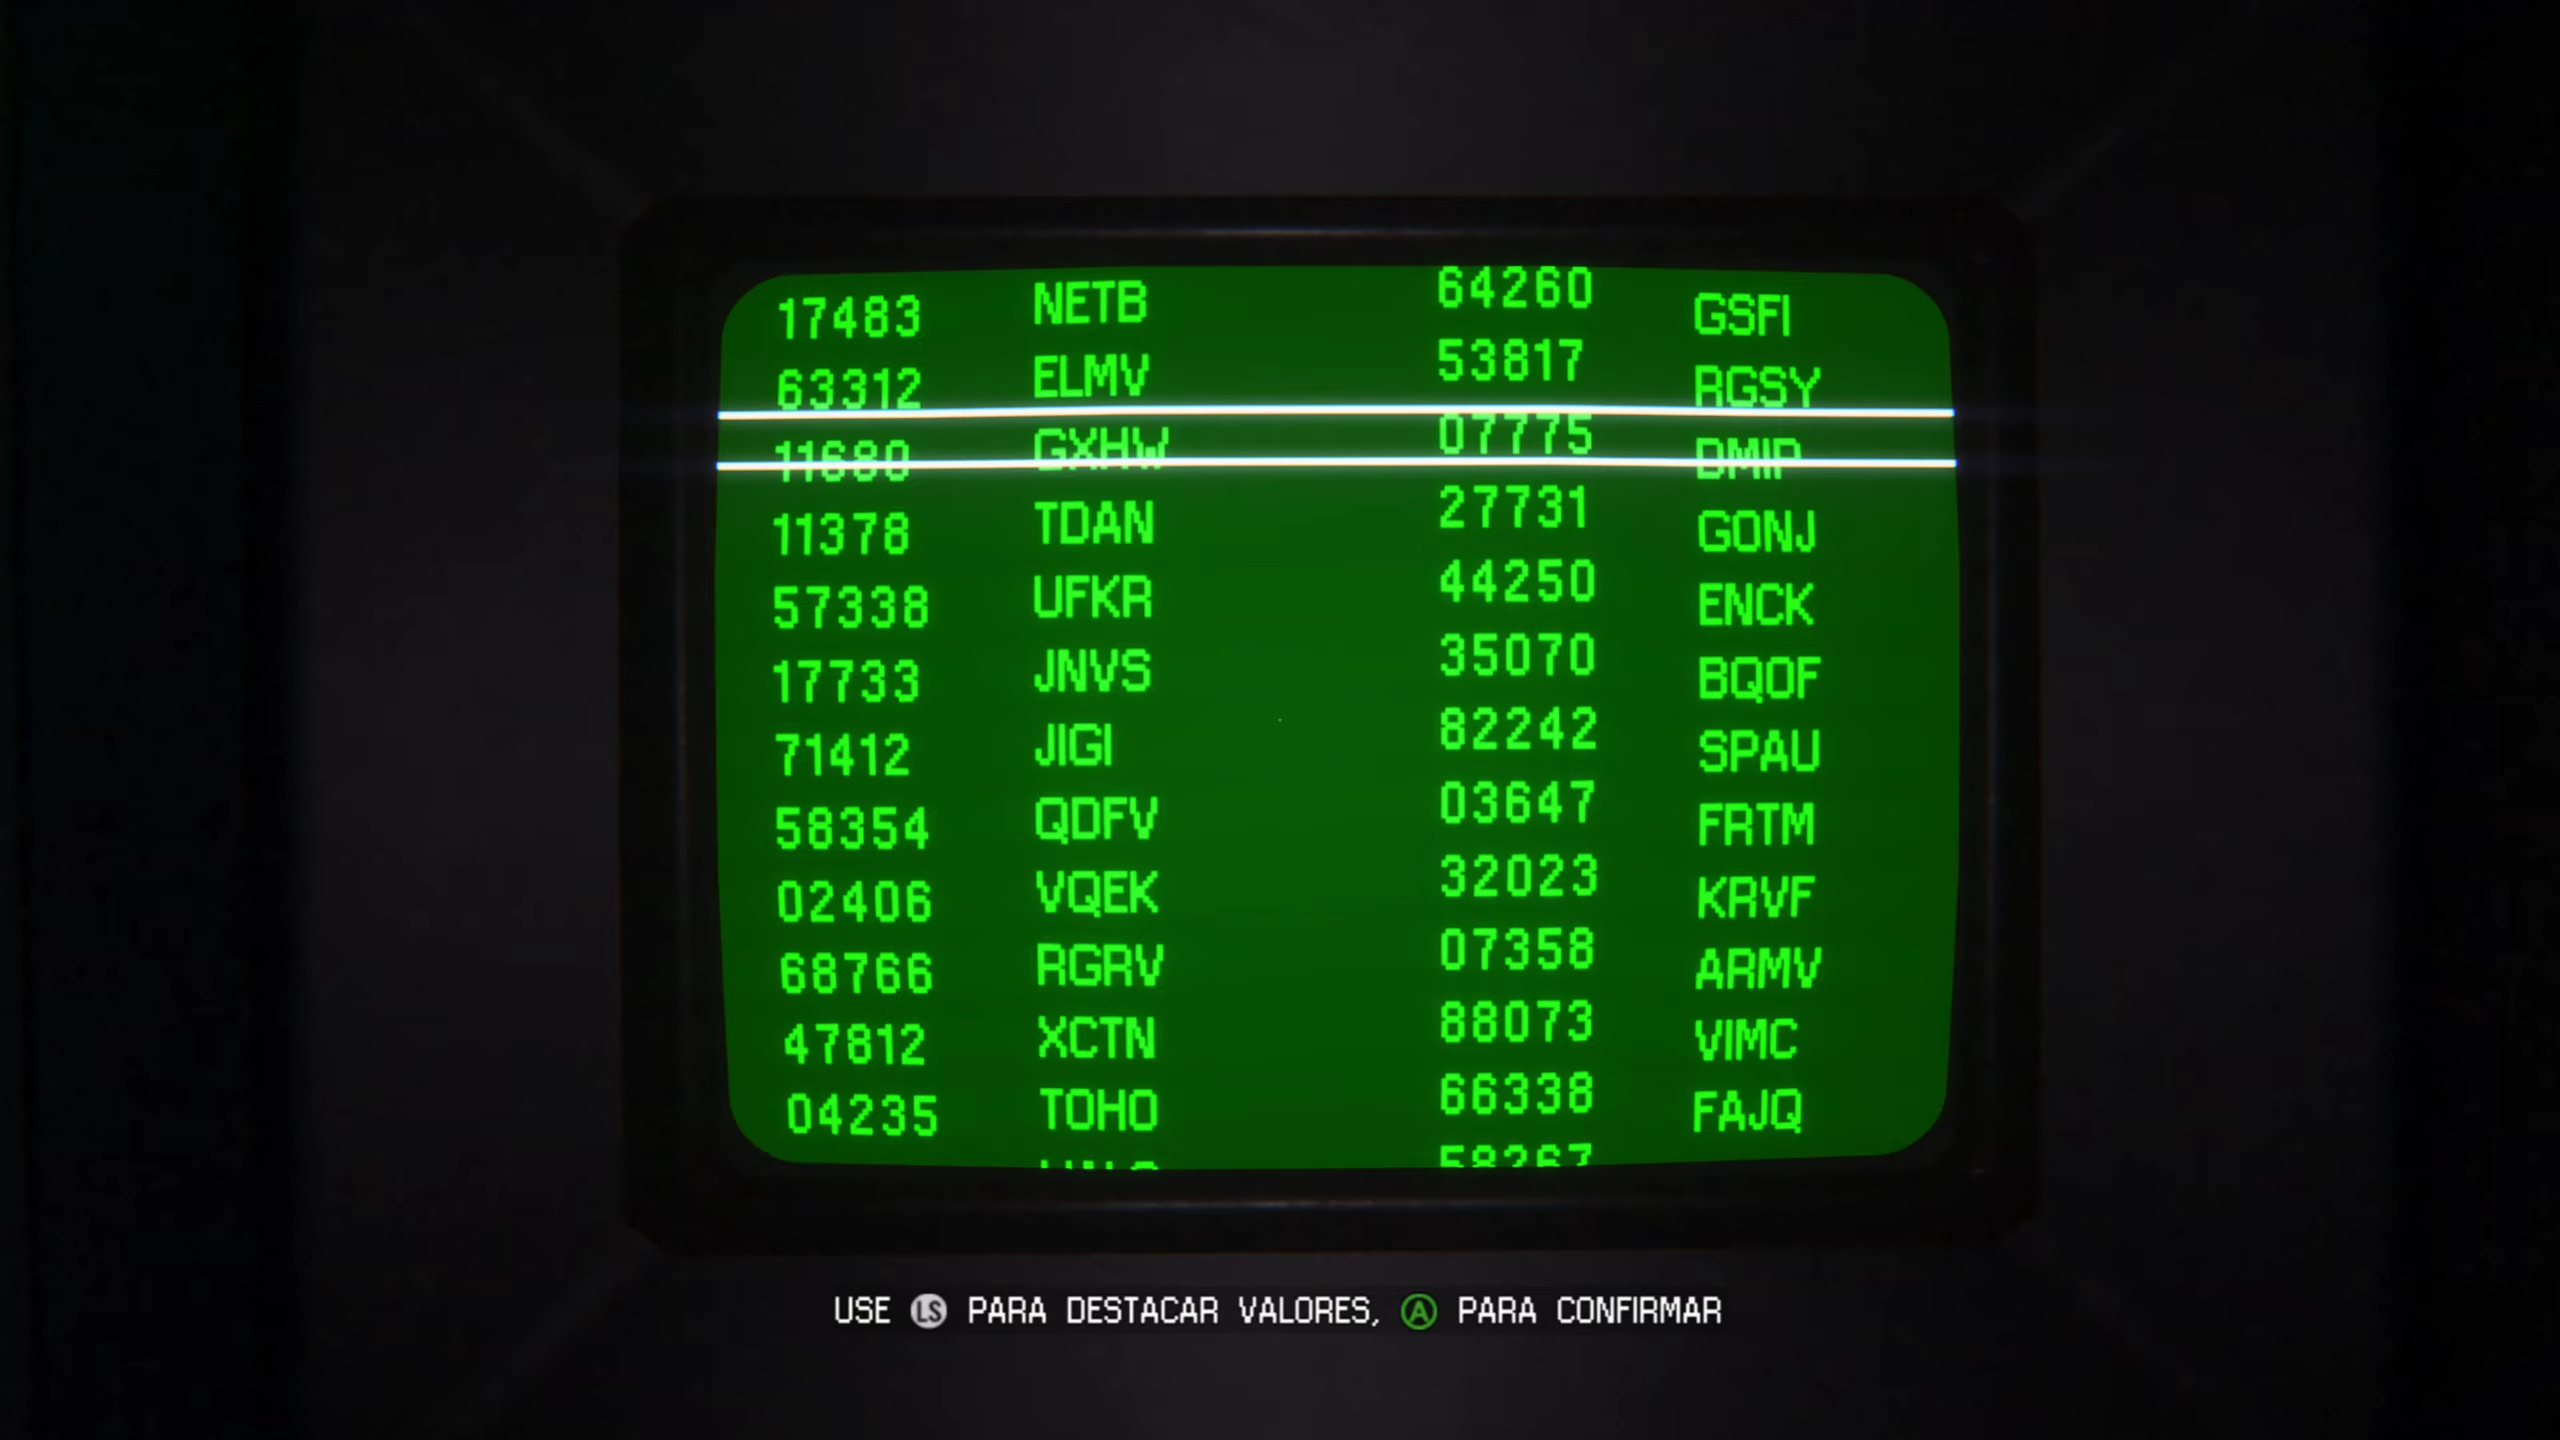 17483 NETB 64260 GSFI
63312 ELMV 53817 RGSY
11680 GXHW 07775 DMIP
11378 TDAN 27731 GONJ
57338 UFKR 44250 ENCK
17733 JNVS 35070 BQOF
71412 JIGI 82242 SPAU
58354 QDFV 03647 FRTM
02406 VQEK 32023 KRVF
68766 RGRV 07358 ARMV
47812 XCTN 88073 VIMC
04235 TOHO 66338 FAJQ
58267
USE LS PARA DESTACAR VALORES, A PARA CONFIRMAR